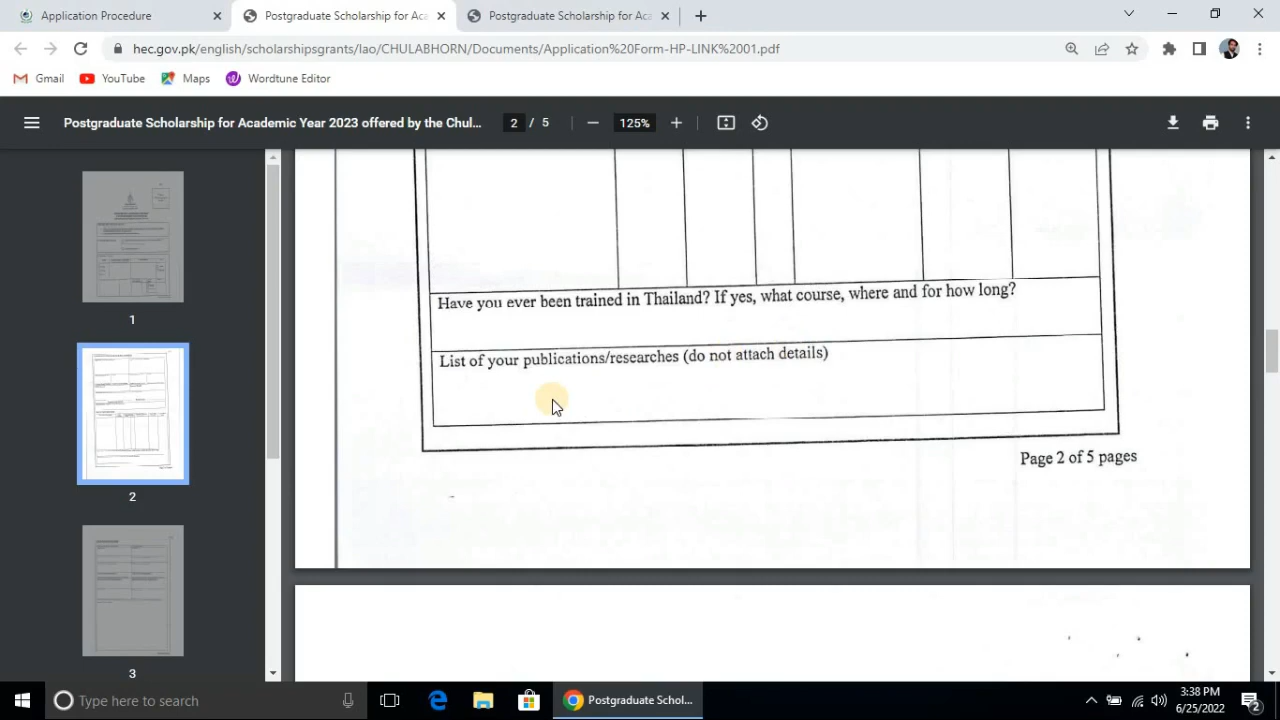 Application Procedure
Postgraduate Scholarship for Aca
Postgraduate Scholarship for Aca
hec.gov.pk/english/scholarshipsgrants/lao/CHULABHORN/Documents/Application%20Form-HP-LINK%2001.pdf
Gmail
YouTube
Maps
Wordtune Editor
Postgraduate Scholarship for Academic Year 2023 offered by the Chul...
2 / 5
125%
1
2
3
Have you ever been trained in Thailand? If yes, what course, where and for how long?
List of your publications/researches (do not attach details)
Page 2 of 5 pages
Type here to search
Postgraduate Schol...
3:38 PM
6/25/2022
2